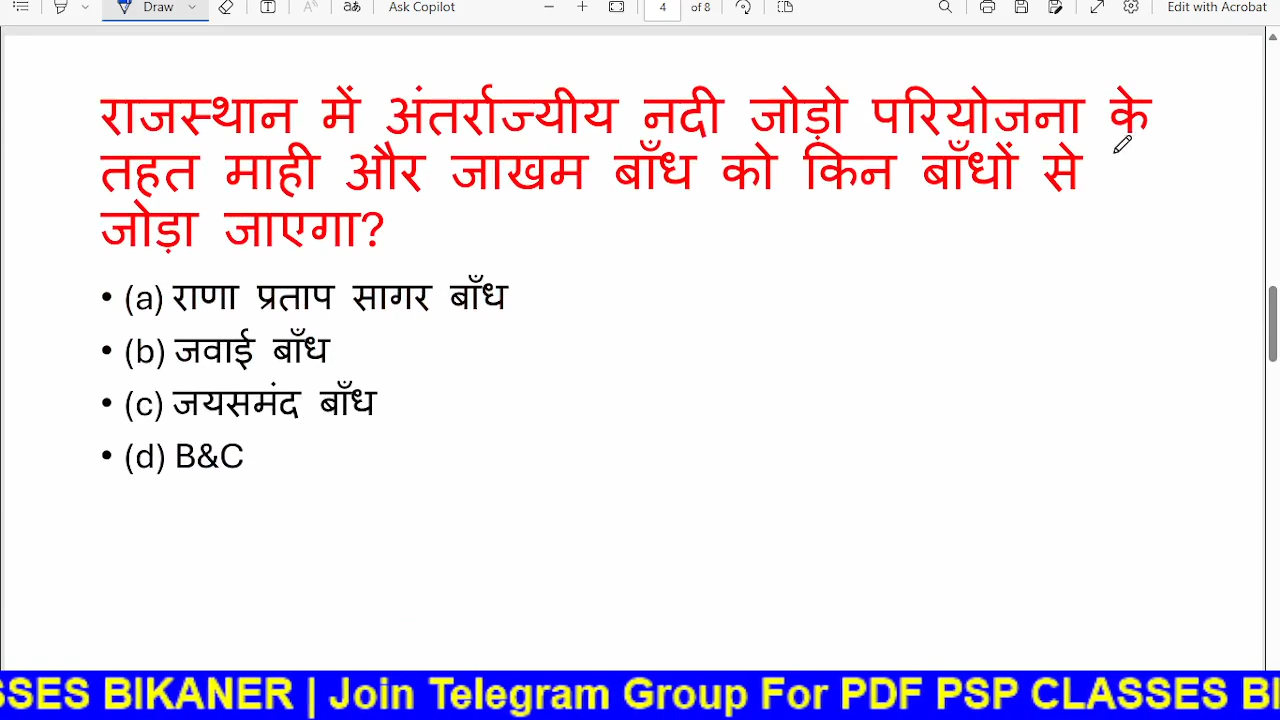 Draw
Ask Copilot
4 of 8
Edit with Acrobat
राजस्थान में अंतर्राज्यीय नदी जोड़ो परियोजना के
तहत माही और जाखम बाँध को किन बाँधों से
जोड़ा जाएगा?
• (a) राणा प्रताप सागर बाँध
• (b) जवाई बाँध
• (c) जयसमंद बाँध
• (d) B&C
SSES BIKANER | Join Telegram Group For PDF PSP CLASSES BI